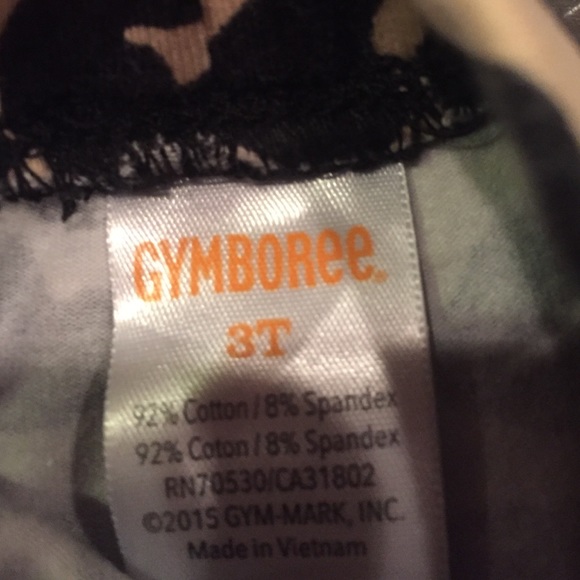 GYMBOREE.
3T
92% Cotton / 8% Spandex
92% Coton / 8% Spandex
RN70530/CA31802
©2015 GYM-MARK, INC.
Made in Vietnam